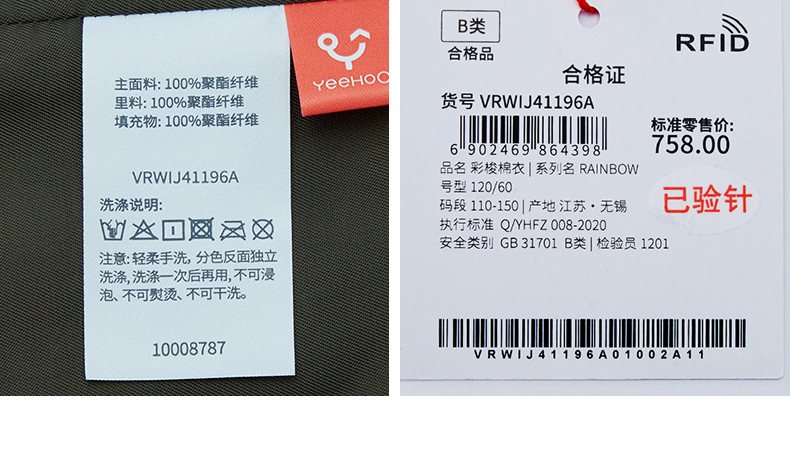 YeeHoO
主面料: 100%聚酯纤维
里料: 100%聚酯纤维
填充物: 100%聚酯纤维
VRWIJ41196A
洗涤说明:
注意: 轻柔手洗, 分色反面独立
洗涤, 洗涤一次后再用, 不可浸
泡、不可熨烫、不可干洗。
10008787
B类
合格品
RFID
合格证
货号 VRWIJ41196A
6902469864398
标准零售价:
758.00
品名 彩梭棉衣 | 系列名 RAINBOW
号型 120/60
码段 110-150 | 产地 江苏·无锡
执行标准 Q/YHFZ 008-2020
安全类别 GB 31701 B类 | 检验员 1201
已验针
VRWIJ41196A01002A11